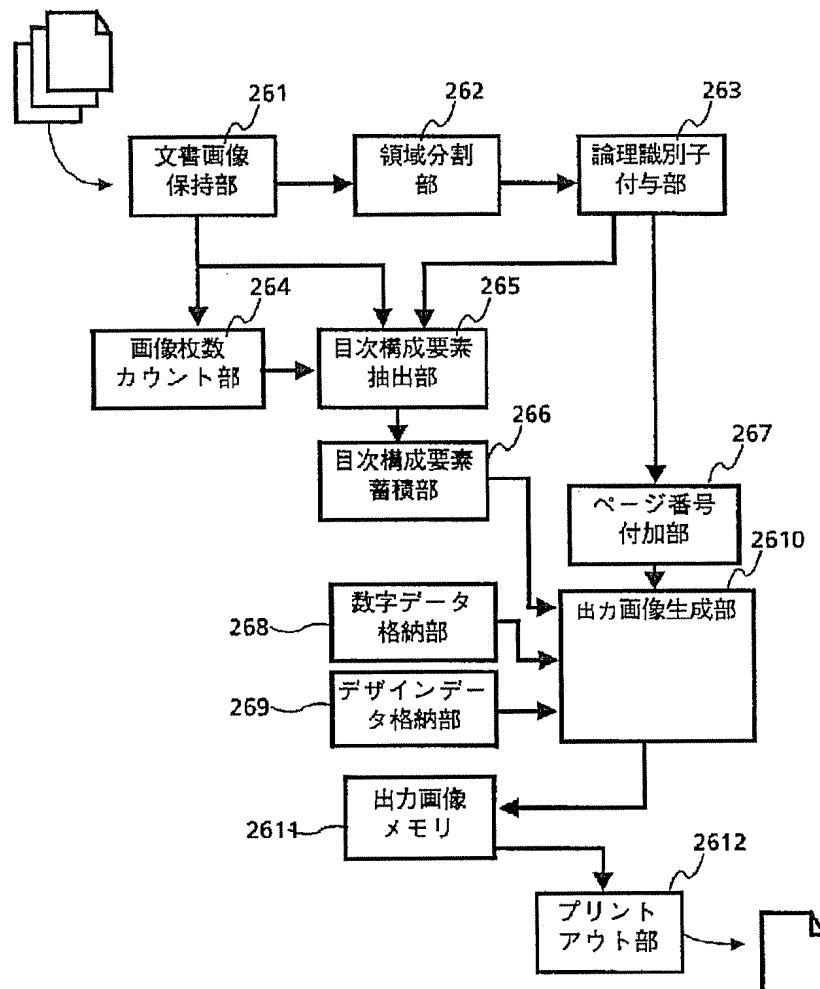 261
文書画像
保持部
262
領域分割
部
263
論理識別子
付与部
264
画像枚数
カウント部
265
目次構成要素
抽出部
266
目次構成要素
蓄積部
267
ページ番号
付加部
2610
出力画像生成部
268
数字データ
格納部
269
デザインデー
タ格納部
2611
出力画像
メモリ
2612
プリント
アウト部